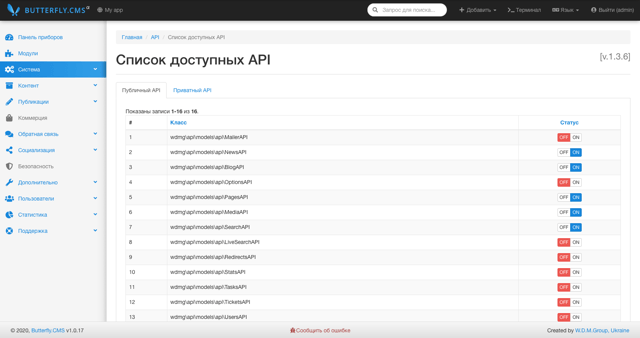 BUTTERFLY.CMS
My app
Запрос для поиска...
Добавить
Терминал
Язык
Выйти (admin)
Панель приборов
Модули
Система
Контент
Публикации
Коммерция
Обратная связь
Социализация
Безопасность
Дополнительно
Пользователи
Статистика
Поддержка
Главная / API / Список доступных API
Список доступных API
[v.1.3.6]
Публичный API
Приватный API
Показаны записи 1-16 из 16.
# Класс Статус
1 wdmg\api\models\api\MailerAPI OFF ON
2 wdmg\api\models\api\NewsAPI OFF ON
3 wdmg\api\models\api\BlogAPI OFF ON
4 wdmg\api\models\api\OptionsAPI OFF ON
5 wdmg\api\models\api\PagesAPI OFF ON
6 wdmg\api\models\api\MediaAPI OFF ON
7 wdmg\api\models\api\SearchAPI OFF ON
8 wdmg\api\models\api\LiveSearchAPI OFF ON
9 wdmg\api\models\api\RedirectsAPI OFF ON
10 wdmg\api\models\api\StatsAPI OFF ON
11 wdmg\api\models\api\TasksAPI OFF ON
12 wdmg\api\models\api\TicketsAPI OFF ON
13 wdmg\api\models\api\UsersAPI OFF ON
© 2020, Butterfly.CMS v1.0.17
Сообщить об ошибке
Created by W.D.M.Group, Ukraine